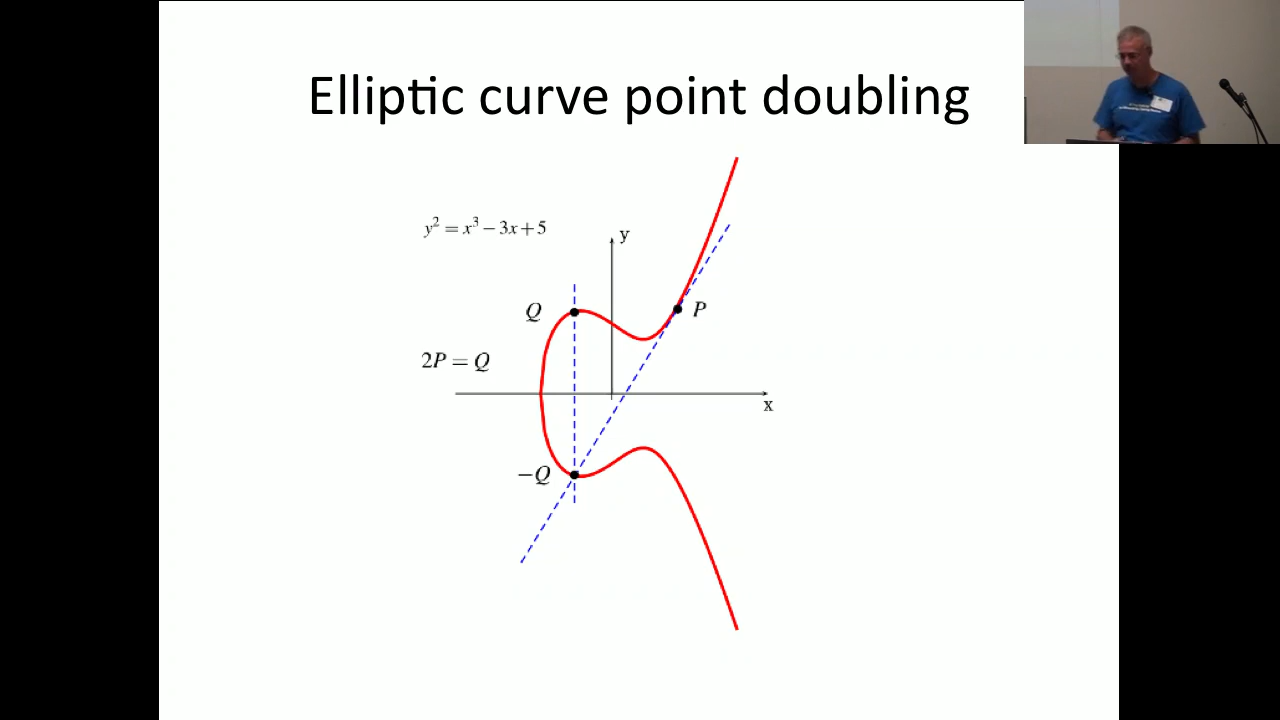 Elliptic curve point doubling
y² = x³ − 3x + 5
y
Q
P
2P = Q
x
−Q